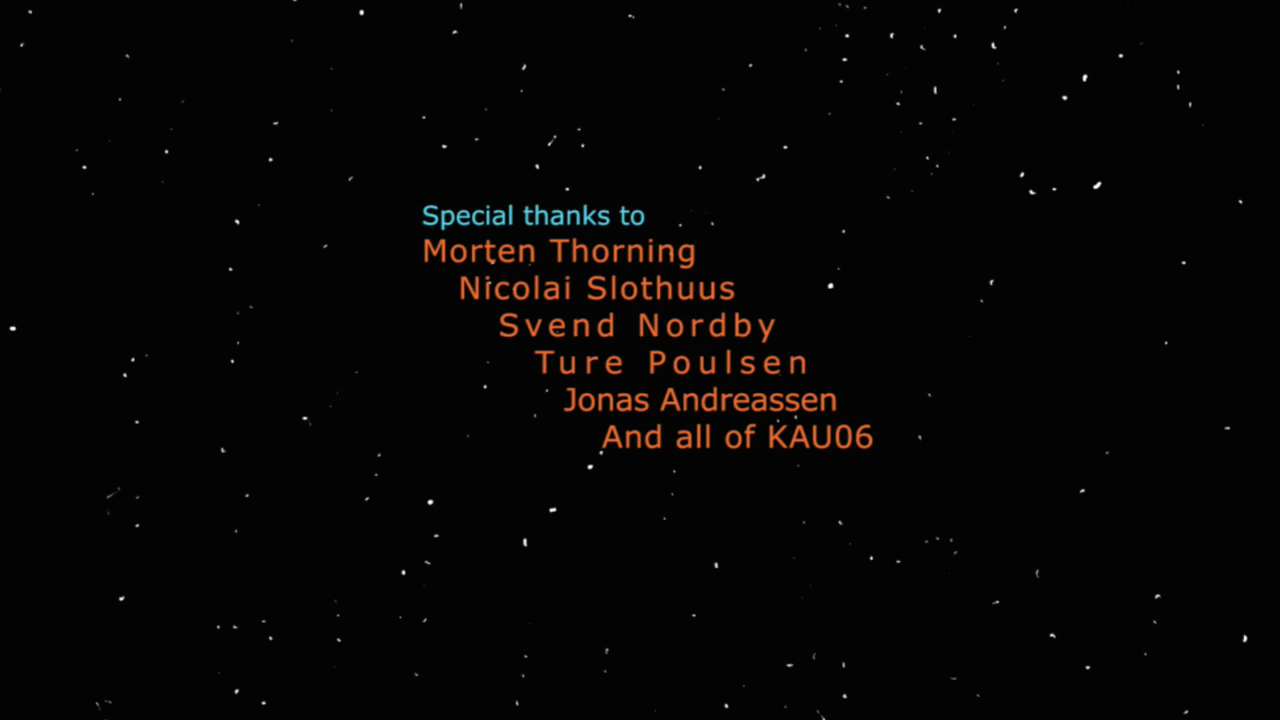 Special thanks to
Morten Thorning
Nicolai Slothuus
Svend Nordby
Ture Poulsen
Jonas Andreassen
And all of KAU06